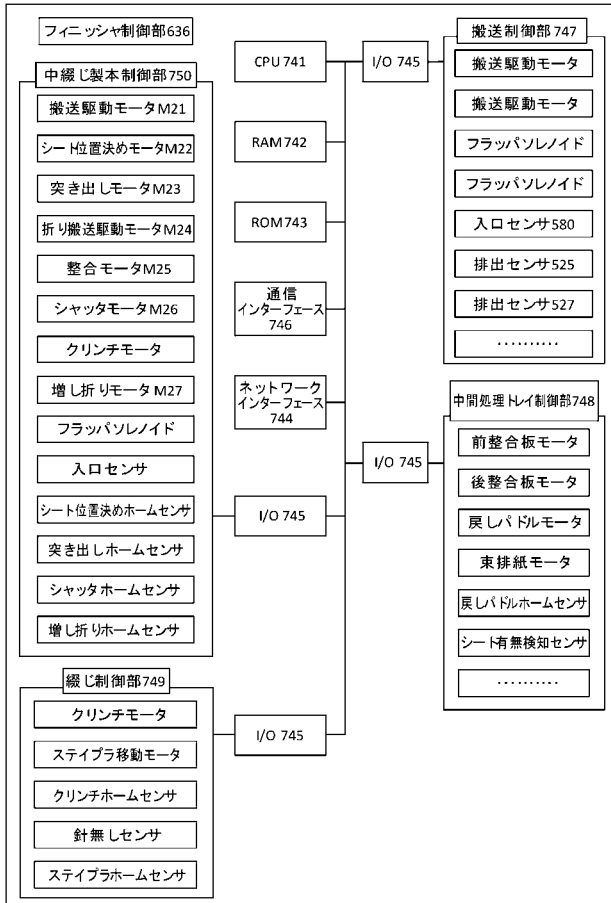 フィニッシャ制御部636
中綴じ製本制御部750
搬送駆動モータM21
シート位置決めモータM22
突き出しモータM23
折り搬送駆動モータM24
整合モータM25
シャッタモータM26
クリンチモータ
増し折りモータM27
フラッパソレノイド
入口センサ
シート位置決めホームセンサ
突き出しホームセンサ
シャッタホームセンサ
増し折りホームセンサ
綴じ制御部749
クリンチモータ
ステイプラ移動モータ
クリンチホームセンサ
針無しセンサ
ステイプラホームセンサ
CPU 741
RAM 742
ROM 743
通信
インターフェース
746
ネットワーク
インターフェース
744
I/O 745
I/O 745
I/O 745
I/O 745
搬送制御部747
搬送駆動モータ
搬送駆動モータ
フラッパソレノイド
フラッパソレノイド
入口センサ580
排出センサ525
排出センサ527
‥‥‥‥‥
中間処理トレイ制御部748
前整合板モータ
後整合板モータ
戻しパドルモータ
束排紙モータ
戻しパドルホームセンサ
シート有無検知センサ
‥‥‥‥‥